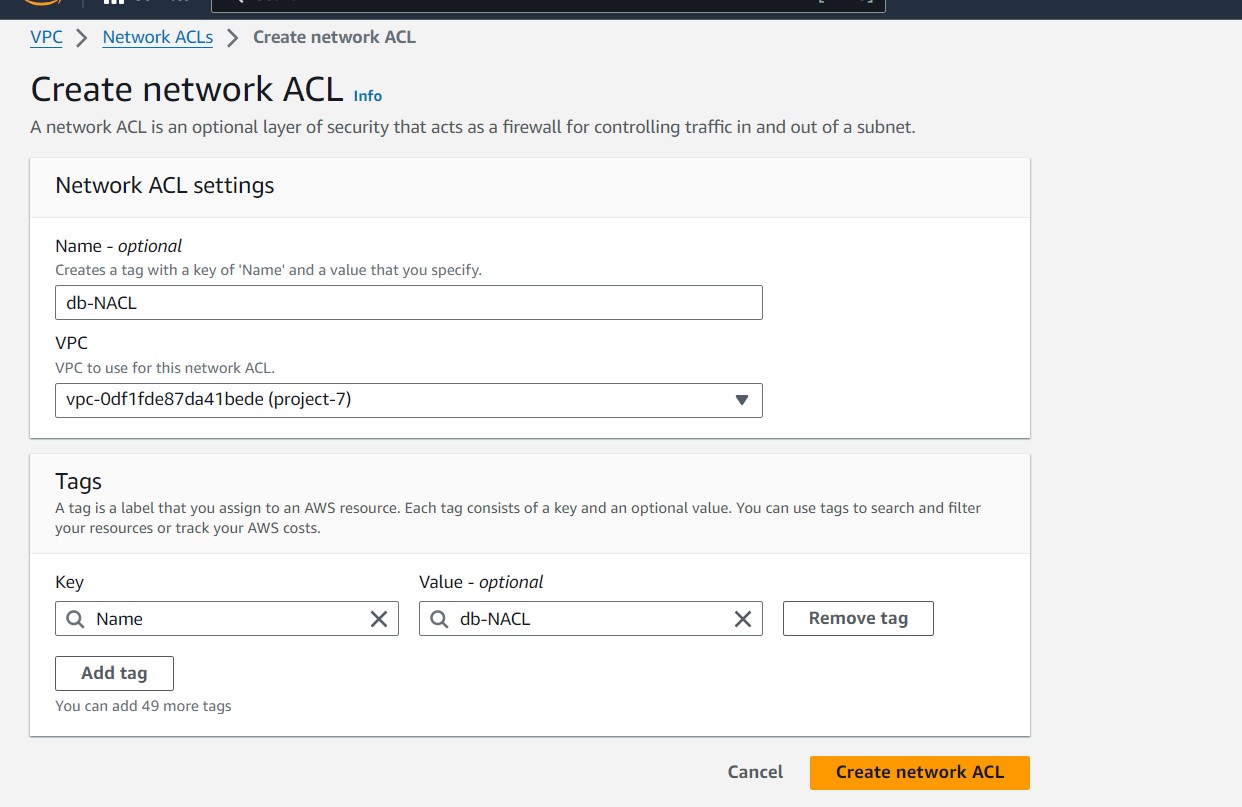 VPC > Network ACLs > Create network ACL
Create network ACL Info
A network ACL is an optional layer of security that acts as a firewall for controlling traffic in and out of a subnet.
Network ACL settings
Name - optional
Creates a tag with a key of 'Name' and a value that you specify.
db-NACL
VPC
VPC to use for this network ACL.
vpc-0df1fde87da41bede (project-7)
Tags
A tag is a label that you assign to an AWS resource. Each tag consists of a key and an optional value. You can use tags to search and filter
your resources or track your AWS costs.
Key Value - optional
Name db-NACL Remove tag
Add tag
You can add 49 more tags
Cancel Create network ACL